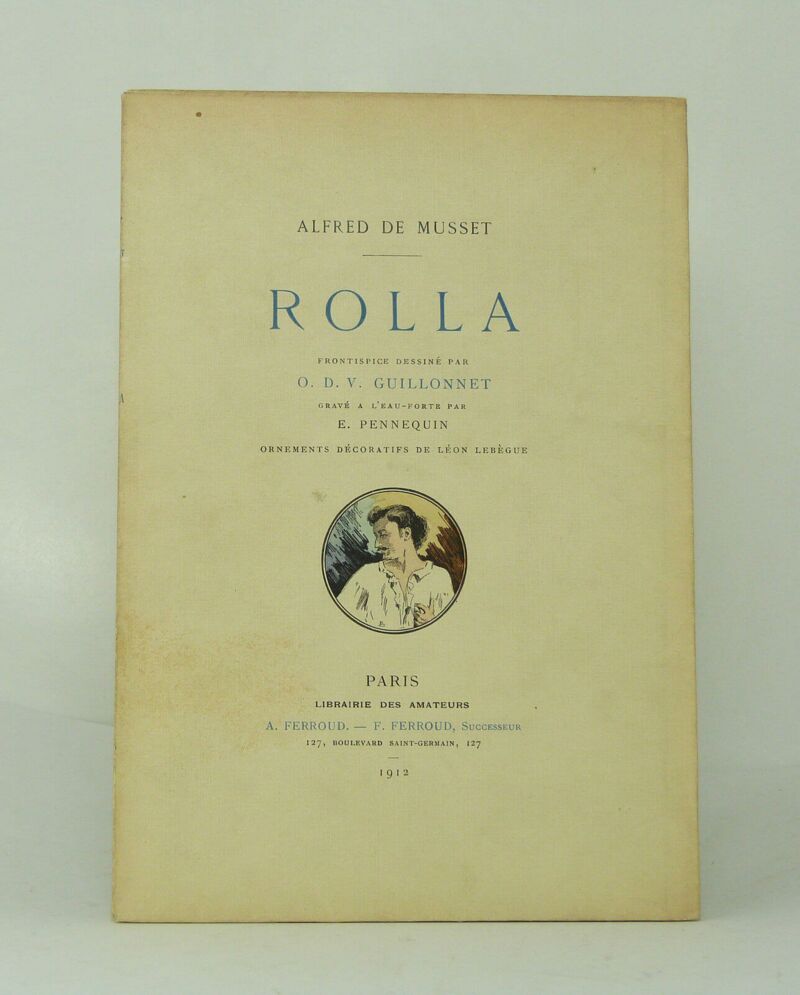 ALFRED DE MUSSET
ROLLA
FRONTISPICE DESSINÉ PAR
O. D. V. GUILLONNET
GRAVÉ A L'EAU-FORTE PAR
E. PENNEQUIN
ORNEMENTS DÉCORATIFS DE LÉON LEBÈGUE
PARIS
LIBRAIRIE DES AMATEURS
A. FERROUD. — F. FERROUD, SUCCESSEUR
127, BOULEVARD SAINT-GERMAIN, 127
1912